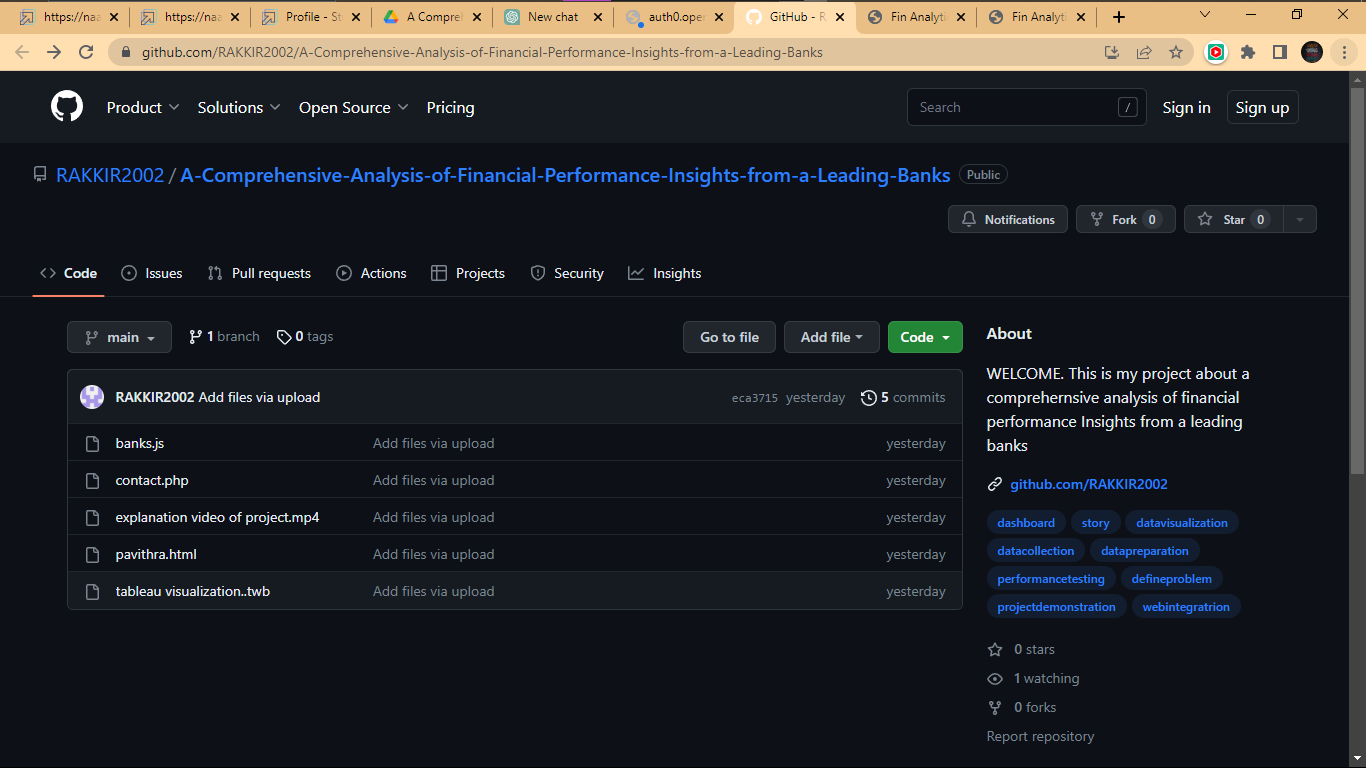 https://naa
https://naa
Profile - St
A Compreh
New chat
auth0.oper
GitHub - R
Fin Analyti
Fin Analyti
github.com/RAKKIR2002/A-Comprehensive-Analysis-of-Financial-Performance-Insights-from-a-Leading-Banks
Product Solutions Open Source Pricing Search / Sign in Sign up
RAKKIR2002 / A-Comprehensive-Analysis-of-Financial-Performance-Insights-from-a-Leading-Banks Public
Notifications Fork 0 Star 0
Code Issues Pull requests Actions Projects Security Insights
main 1 branch 0 tags Go to file Add file Code
RAKKIR2002 Add files via upload eca3715 yesterday 5 commits
banks.js Add files via upload yesterday
contact.php Add files via upload yesterday
explanation video of project.mp4 Add files via upload yesterday
pavithra.html Add files via upload yesterday
tableau visualization..twb Add files via upload yesterday
About
WELCOME. This is my project about a
comprehernsive analysis of financial
performance Insights from a leading
banks
github.com/RAKKIR2002
dashboard story datavisualization
datacollection datapreparation
performancetesting defineproblem
projectdemonstration webintegratrion
0 stars
1 watching
0 forks
Report repository